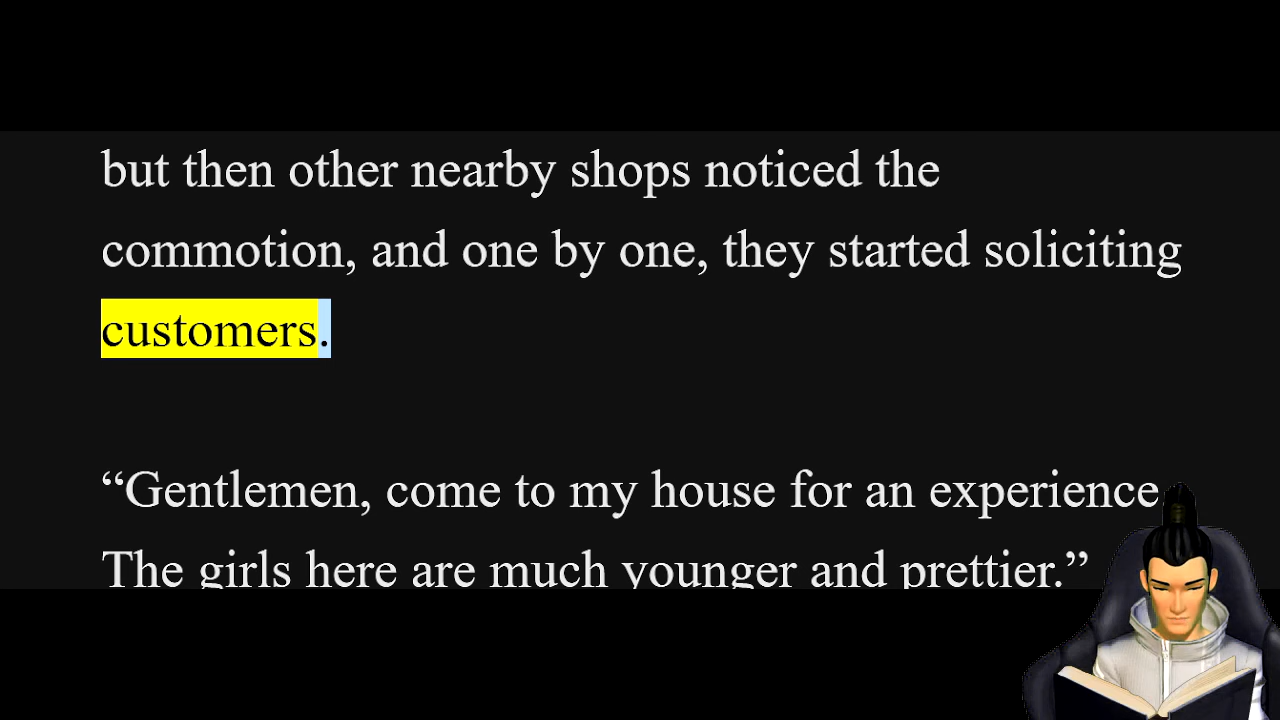 but then other nearby shops noticed the
commotion, and one by one, they started soliciting
customers.
“Gentlemen, come to my house for an experience.
The girls here are much younger and prettier.”